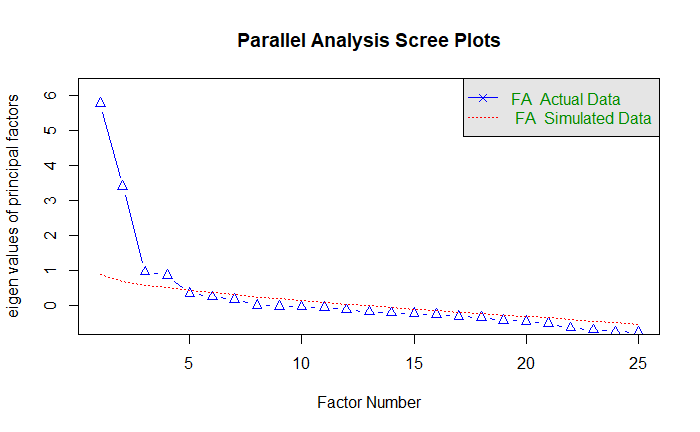 Parallel Analysis Scree Plots
eigen values of principal factors
6
5
4
3
2
1
0
FA  Actual Data
FA  Simulated Data
5
10
15
20
25
Factor Number